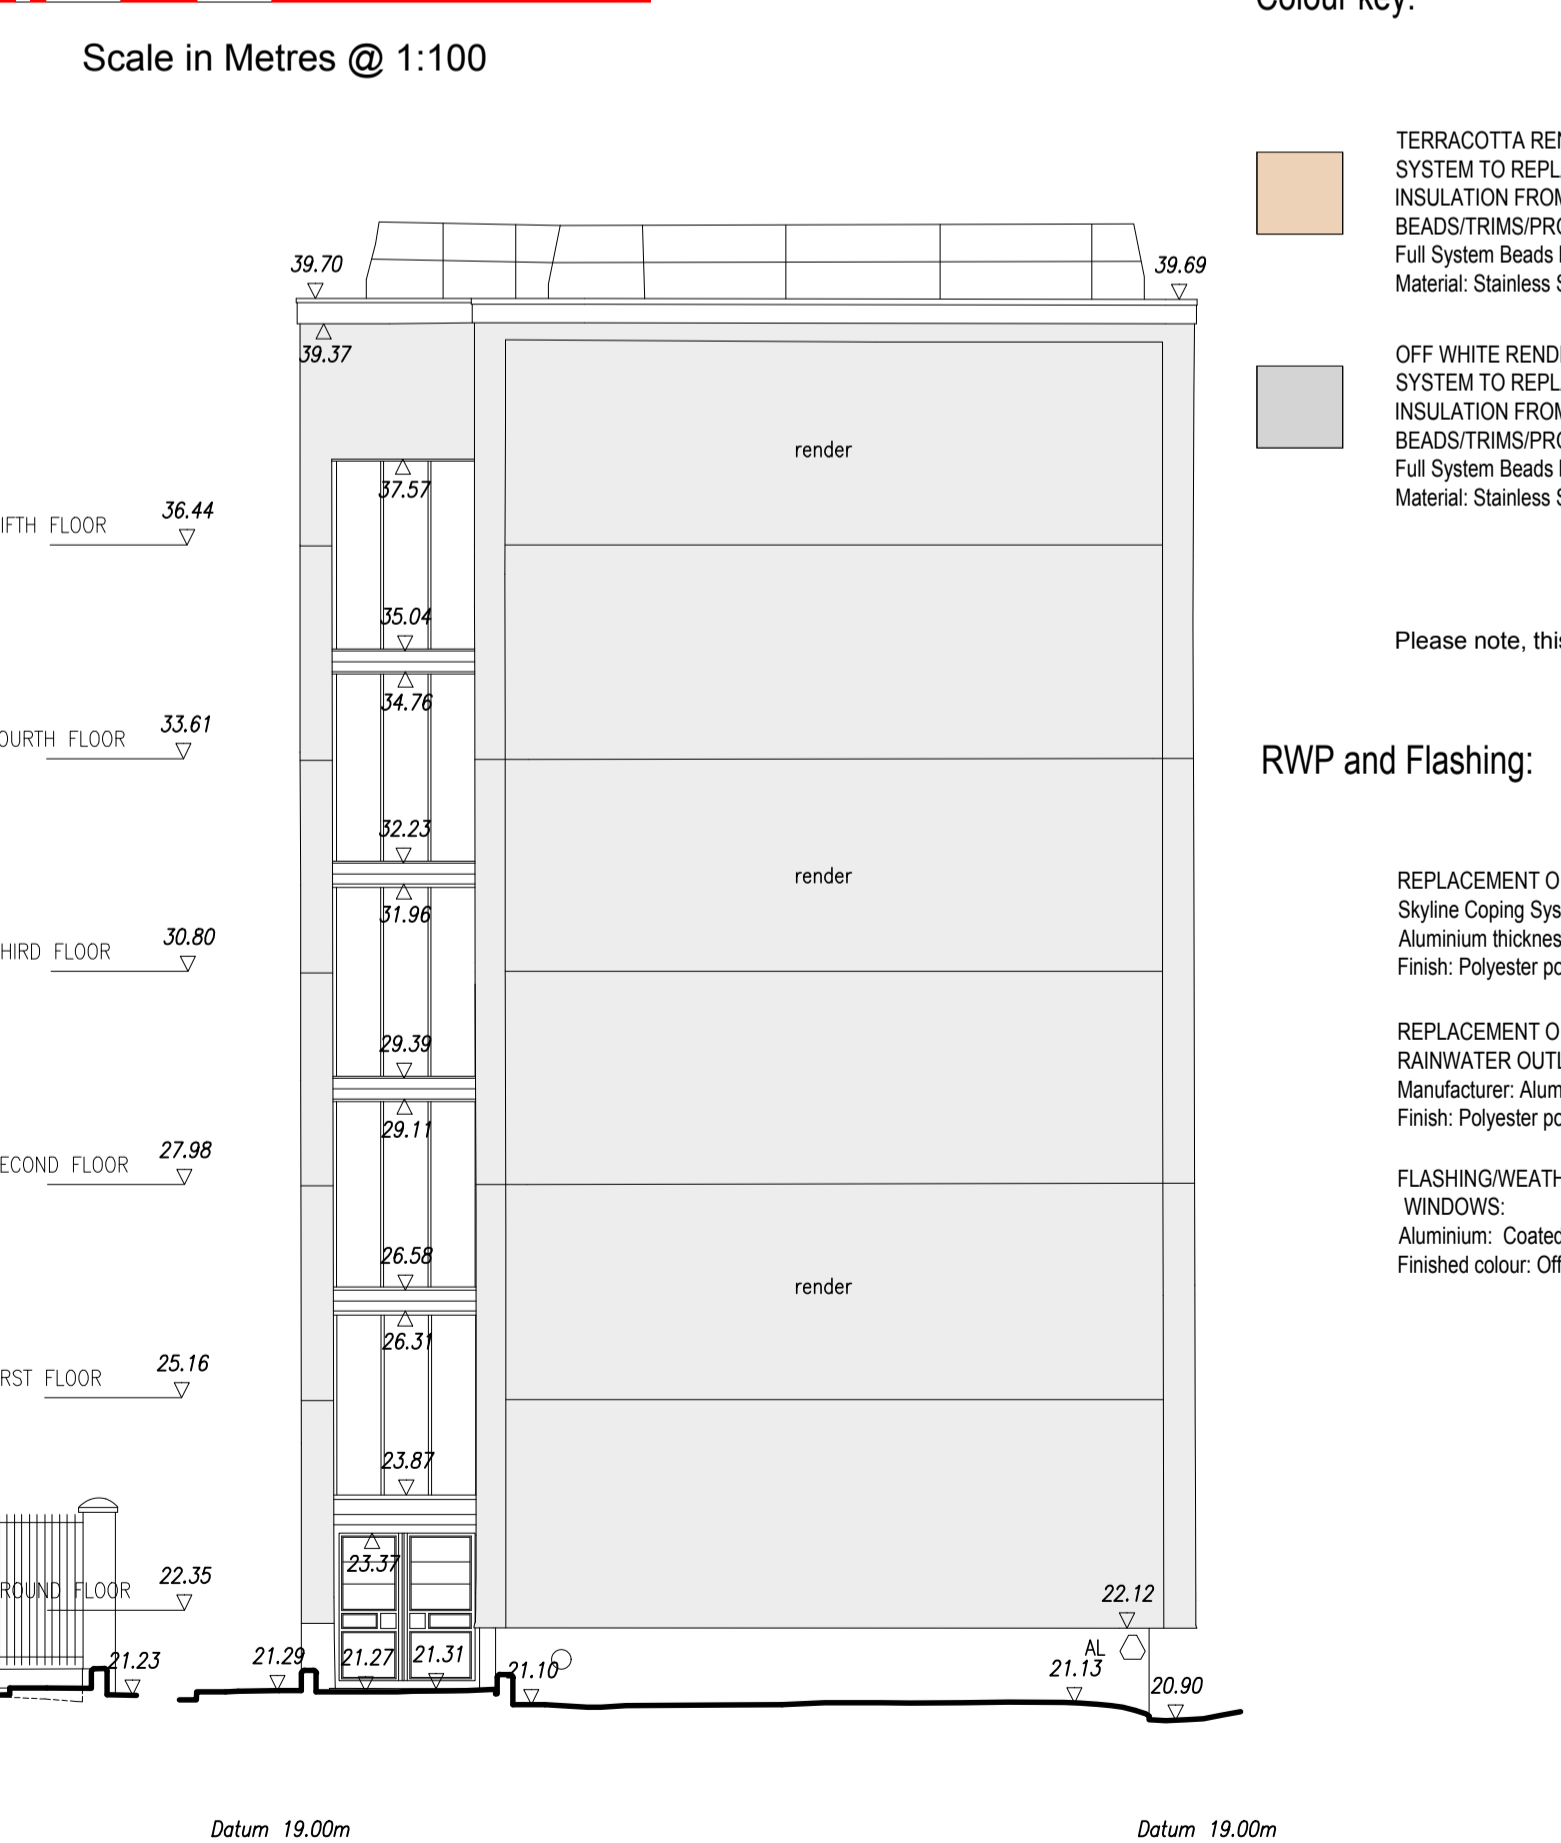 Colour key:
Scale in Metres @ 1:100
TERRACOTTA REN
SYSTEM TO REPL
INSULATION FROM
BEADS/TRIMS/PRO
Full System Beads
Material: Stainless S
39.70
39.69
39.37
OFF WHITE REND
SYSTEM TO REPL
INSULATION FROM
BEADS/TRIMS/PRO
Full System Beads
Material: Stainless S
render
37.57
IFTH FLOOR
36.44
35.04
Please note, this
34.76
OURTH FLOOR
33.61
RWP and Flashing:
32.23
render
REPLACEMENT O
Skyline Coping Sys
Aluminium thicknes
Finish: Polyester po
31.96
HIRD FLOOR
30.80
29.39
REPLACEMENT O
RAINWATER OUTL
Manufacturer: Alum
Finish: Polyester po
29.11
ECOND FLOOR
27.98
FLASHING/WEATH
WINDOWS:
Aluminium: Coated
Finished colour: Off
26.58
render
26.31
RST FLOOR
25.16
23.87
23.37
ROUND FLOOR
22.35
22.12
AL
21.23
21.29
21.27
21.31
21.10
21.13
20.90
Datum 19.00m
Datum 19.00m